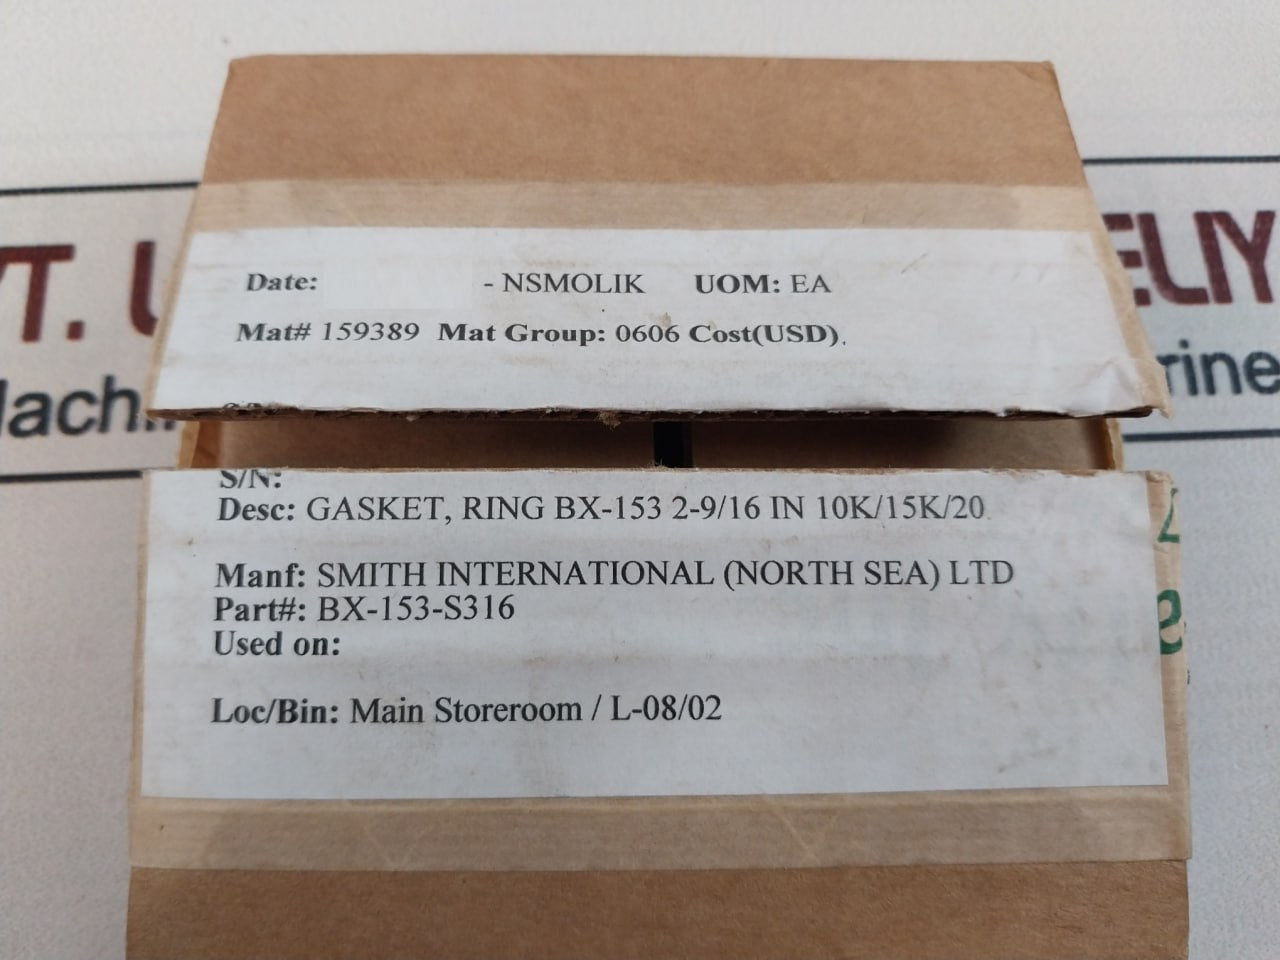 Date: - NSMOLIK UOM: EA
Mat# 159389 Mat Group: 0606 Cost(USD).
S/N:
Desc: GASKET, RING BX-153 2-9/16 IN 10K/15K/20
Manf: SMITH INTERNATIONAL (NORTH SEA) LTD
Part#: BX-153-S316
Used on:
Loc/Bin: Main Storeroom / L-08/02